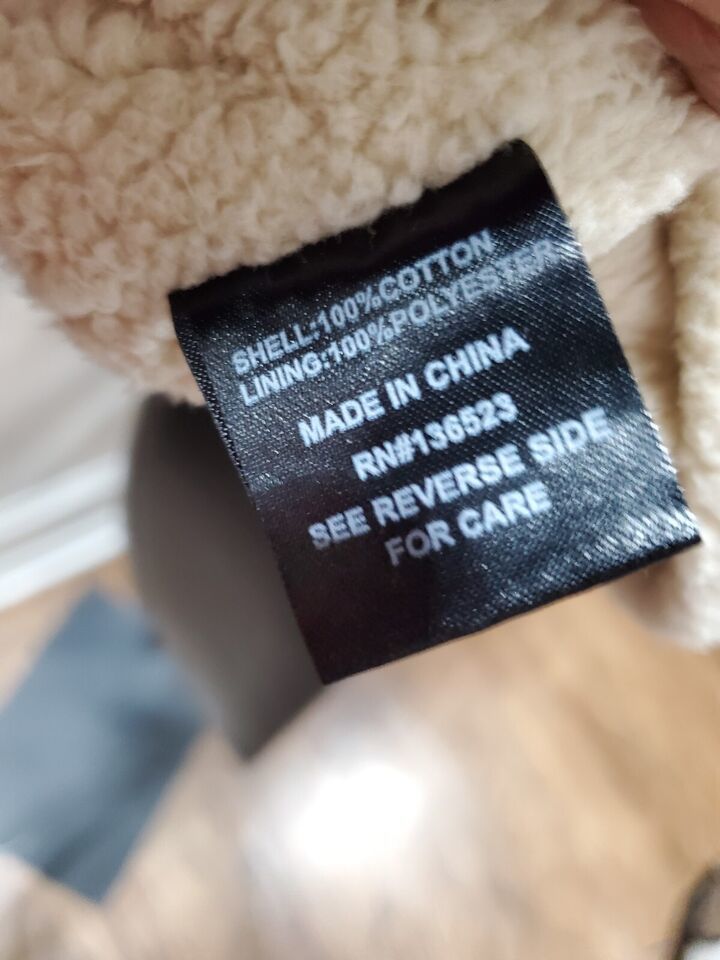 SHELL:100%COTTON
LINING:100%POLYESTER
MADE IN CHINA
RN#136523
SEE REVERSE SIDE
FOR CARE